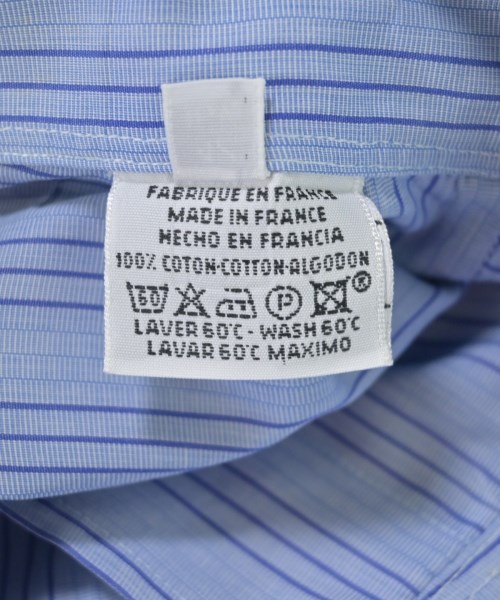 FABRIQUE EN FRANCE
MADE IN FRANCE
HECHO EN FRANCIA
100% COTON-COTTON-ALGODON
60 P ®
LAVER 60°C - WASH 60°C
LAVAR 60°C MAXIMO